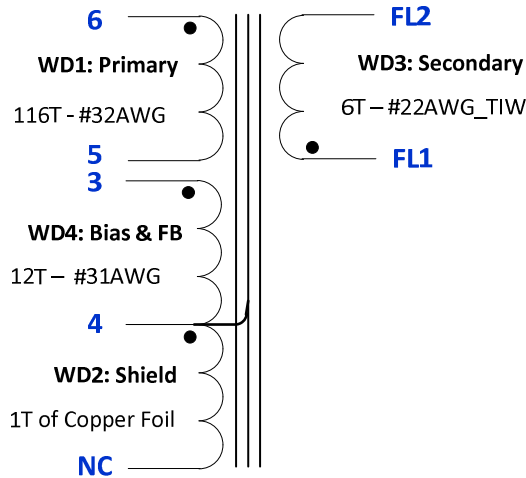 6
WD1: Primary
116T - #32AWG
5
3
WD4: Bias & FB
12T – #31AWG
4
WD2: Shield
1T of Copper Foil
NC
FL2
WD3: Secondary
6T – #22AWG_TIW
FL1